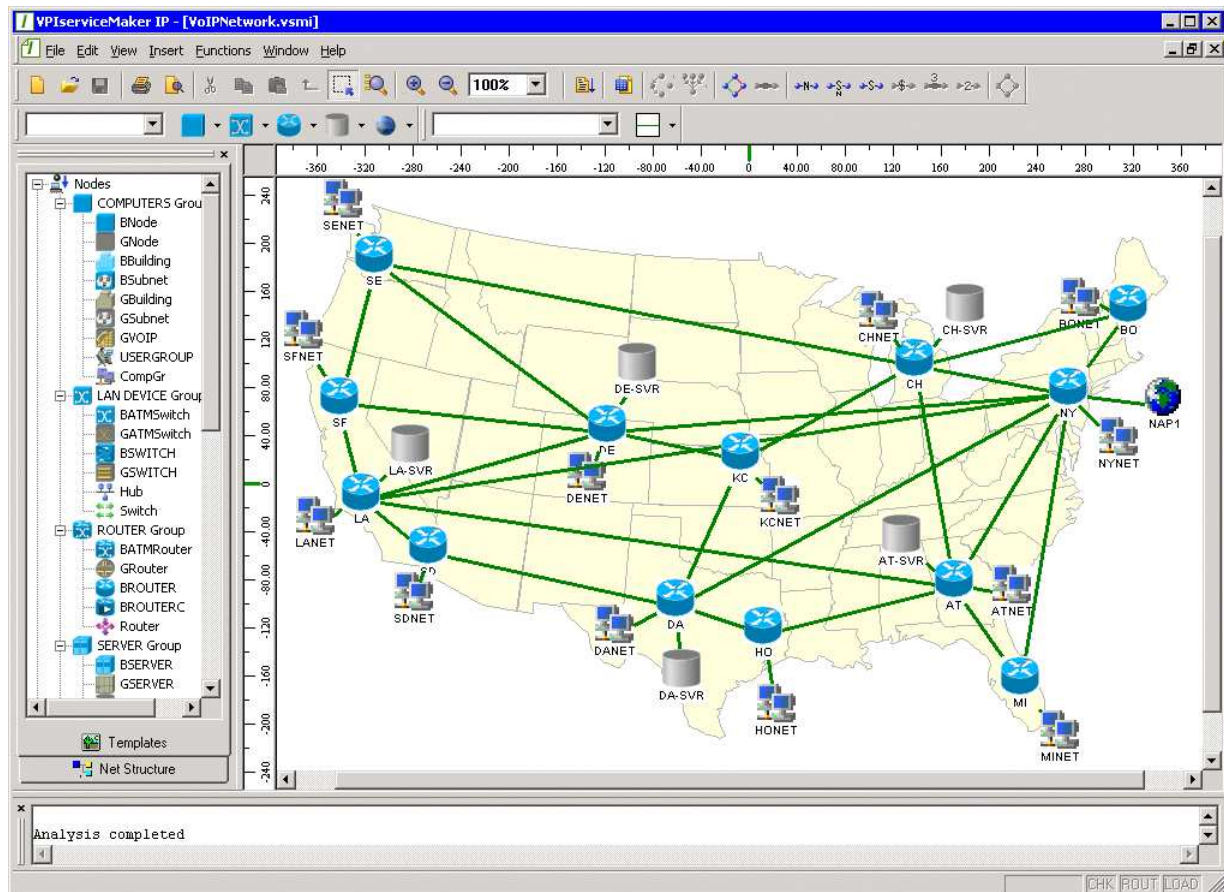 VPIserviceMaker IP - [VoIPNetwork.vsmi]
File Edit View Insert Functions Window Help
100%
N S N S $ 3 2
-360 -320 -280 -240 -200 -160 -120 -80.00 -40.00 0 40.00 80.00 120 160 200 240 280 320 360
240
200
160
120
80.00
40.00
0
-40.00
-80.00
-120
-160
-200
-240
Nodes
COMPUTERS Grou
BNode
GNode
BBuilding
BSubnet
GBuilding
GSubnet
GVOIP
USERGROUP
CompGr
LAN DEVICE Group
BATMSwitch
GATMSwitch
BSWITCH
GSWITCH
Hub
Switch
ROUTER Group
BATMRouter
GRouter
BROUTER
BROUTERC
Router
SERVER Group
BSERVER
GSERVER
Templates
Net Structure
SENET
SE
SFNET
SF
LA-SVR
LANET
LA
SD
SDNET
DE-SVR
DE
DENET
KC
KCNET
CHNET
CH-SVR
CH
BONET
BO
NY
NAP1
NYNET
AT-SVR
AT
ATNET
DA
DANET
DA-SVR
HO
HONET
MI
MINET
Analysis completed
CHK ROUT LOAD